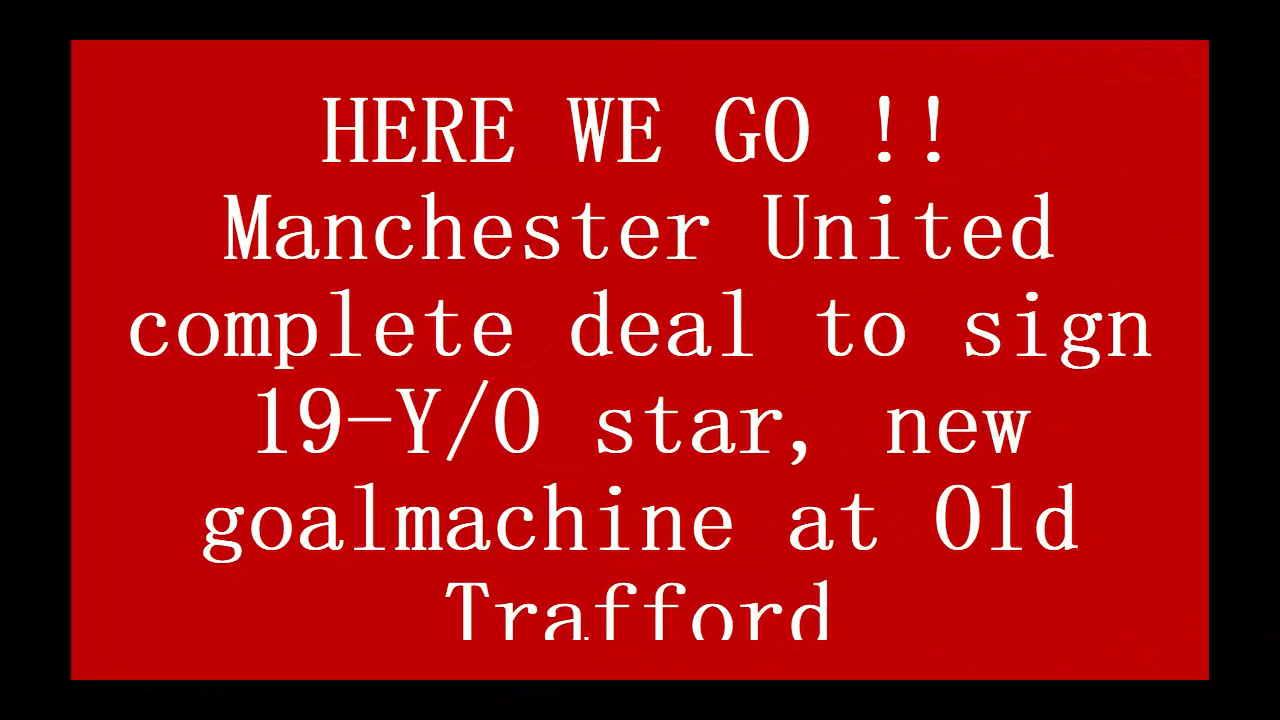 HERE WE GO !!
Manchester United
complete deal to sign
19-Y/O star, new
goalmachine at Old
Trafford